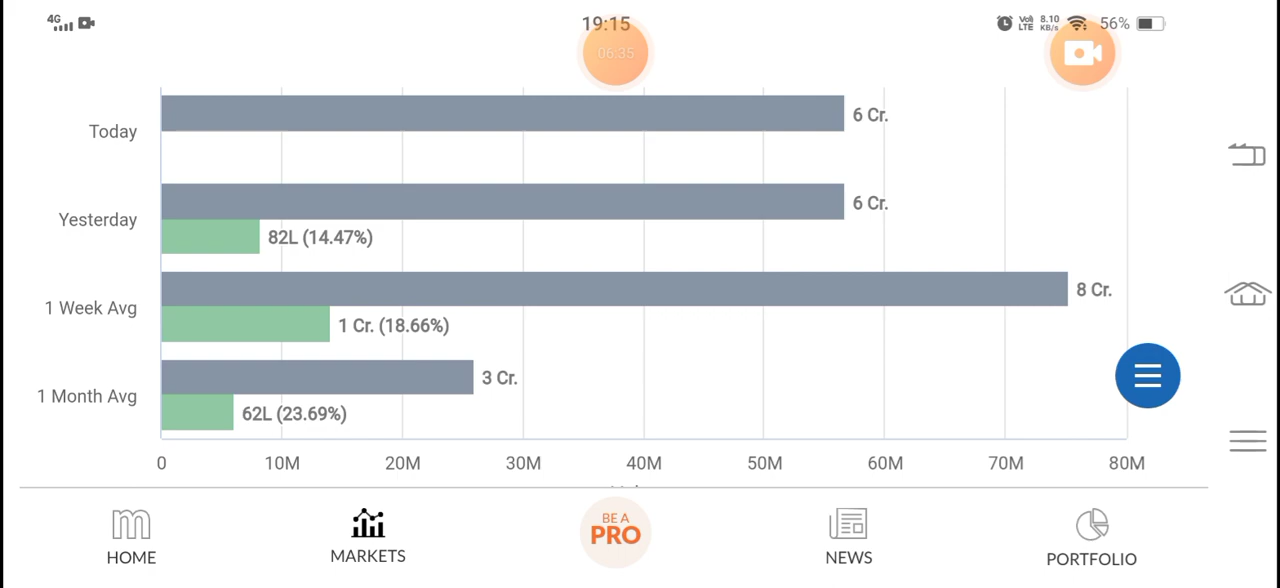 4G
19:15
Vo)
LTE
8.10
KB/s
56%
06:35
Today
6 Cr.
Yesterday
6 Cr.
82L (14.47%)
1 Week Avg
8 Cr.
1 Cr. (18.66%)
1 Month Avg
3 Cr.
62L (23.69%)
0 10M 20M 30M 40M 50M 60M 70M 80M
HOME
MARKETS
BE A
PRO
NEWS
PORTFOLIO